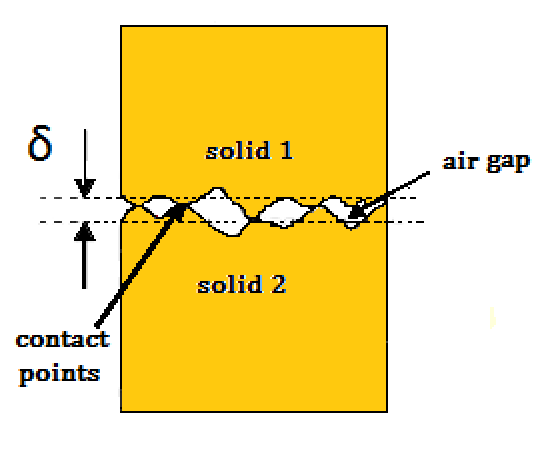 δ
solid 1
air gap
solid 2
contact
points